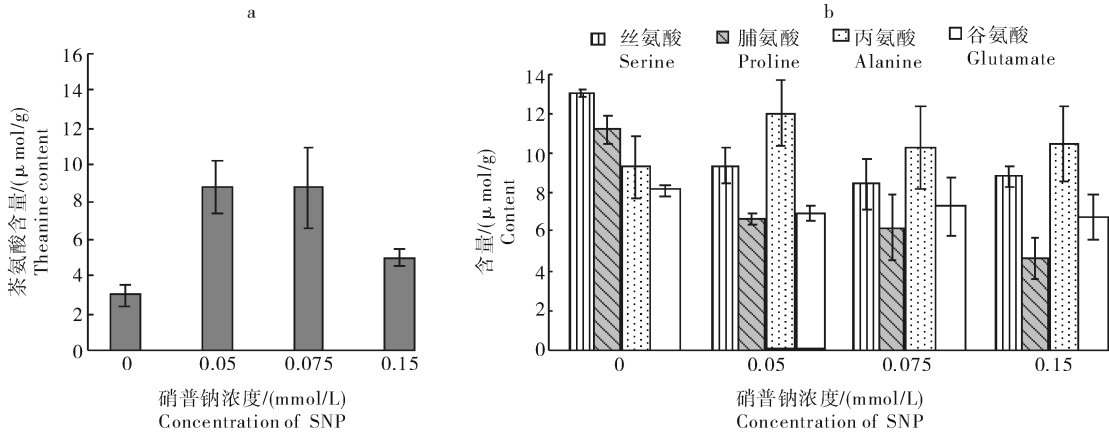 a
16
14
12
10
8
6
4
2
0
茶氨酸含量/(μ mol/g)
Theanine content
0 0.05 0.075 0.15
硝普钠浓度/(mmol/L)
Concentration of SNP
b
丝氨酸 脯氨酸 丙氨酸 谷氨酸
Serine Proline Alanine Glutamate
14
12
10
8
6
4
2
0
含量/(μ mol/g)
Content
0 0.05 0.075 0.15
硝普钠浓度/(mmol/L)
Concentration of SNP